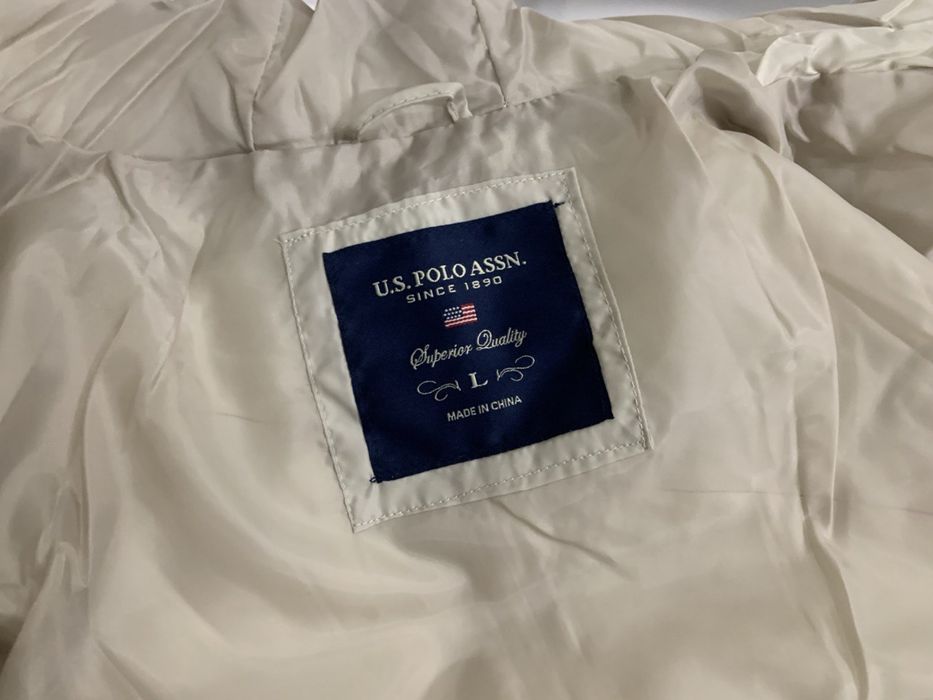 U.S. POLO ASSN.
SINCE 1890
Superior Quality
L
MADE IN CHINA